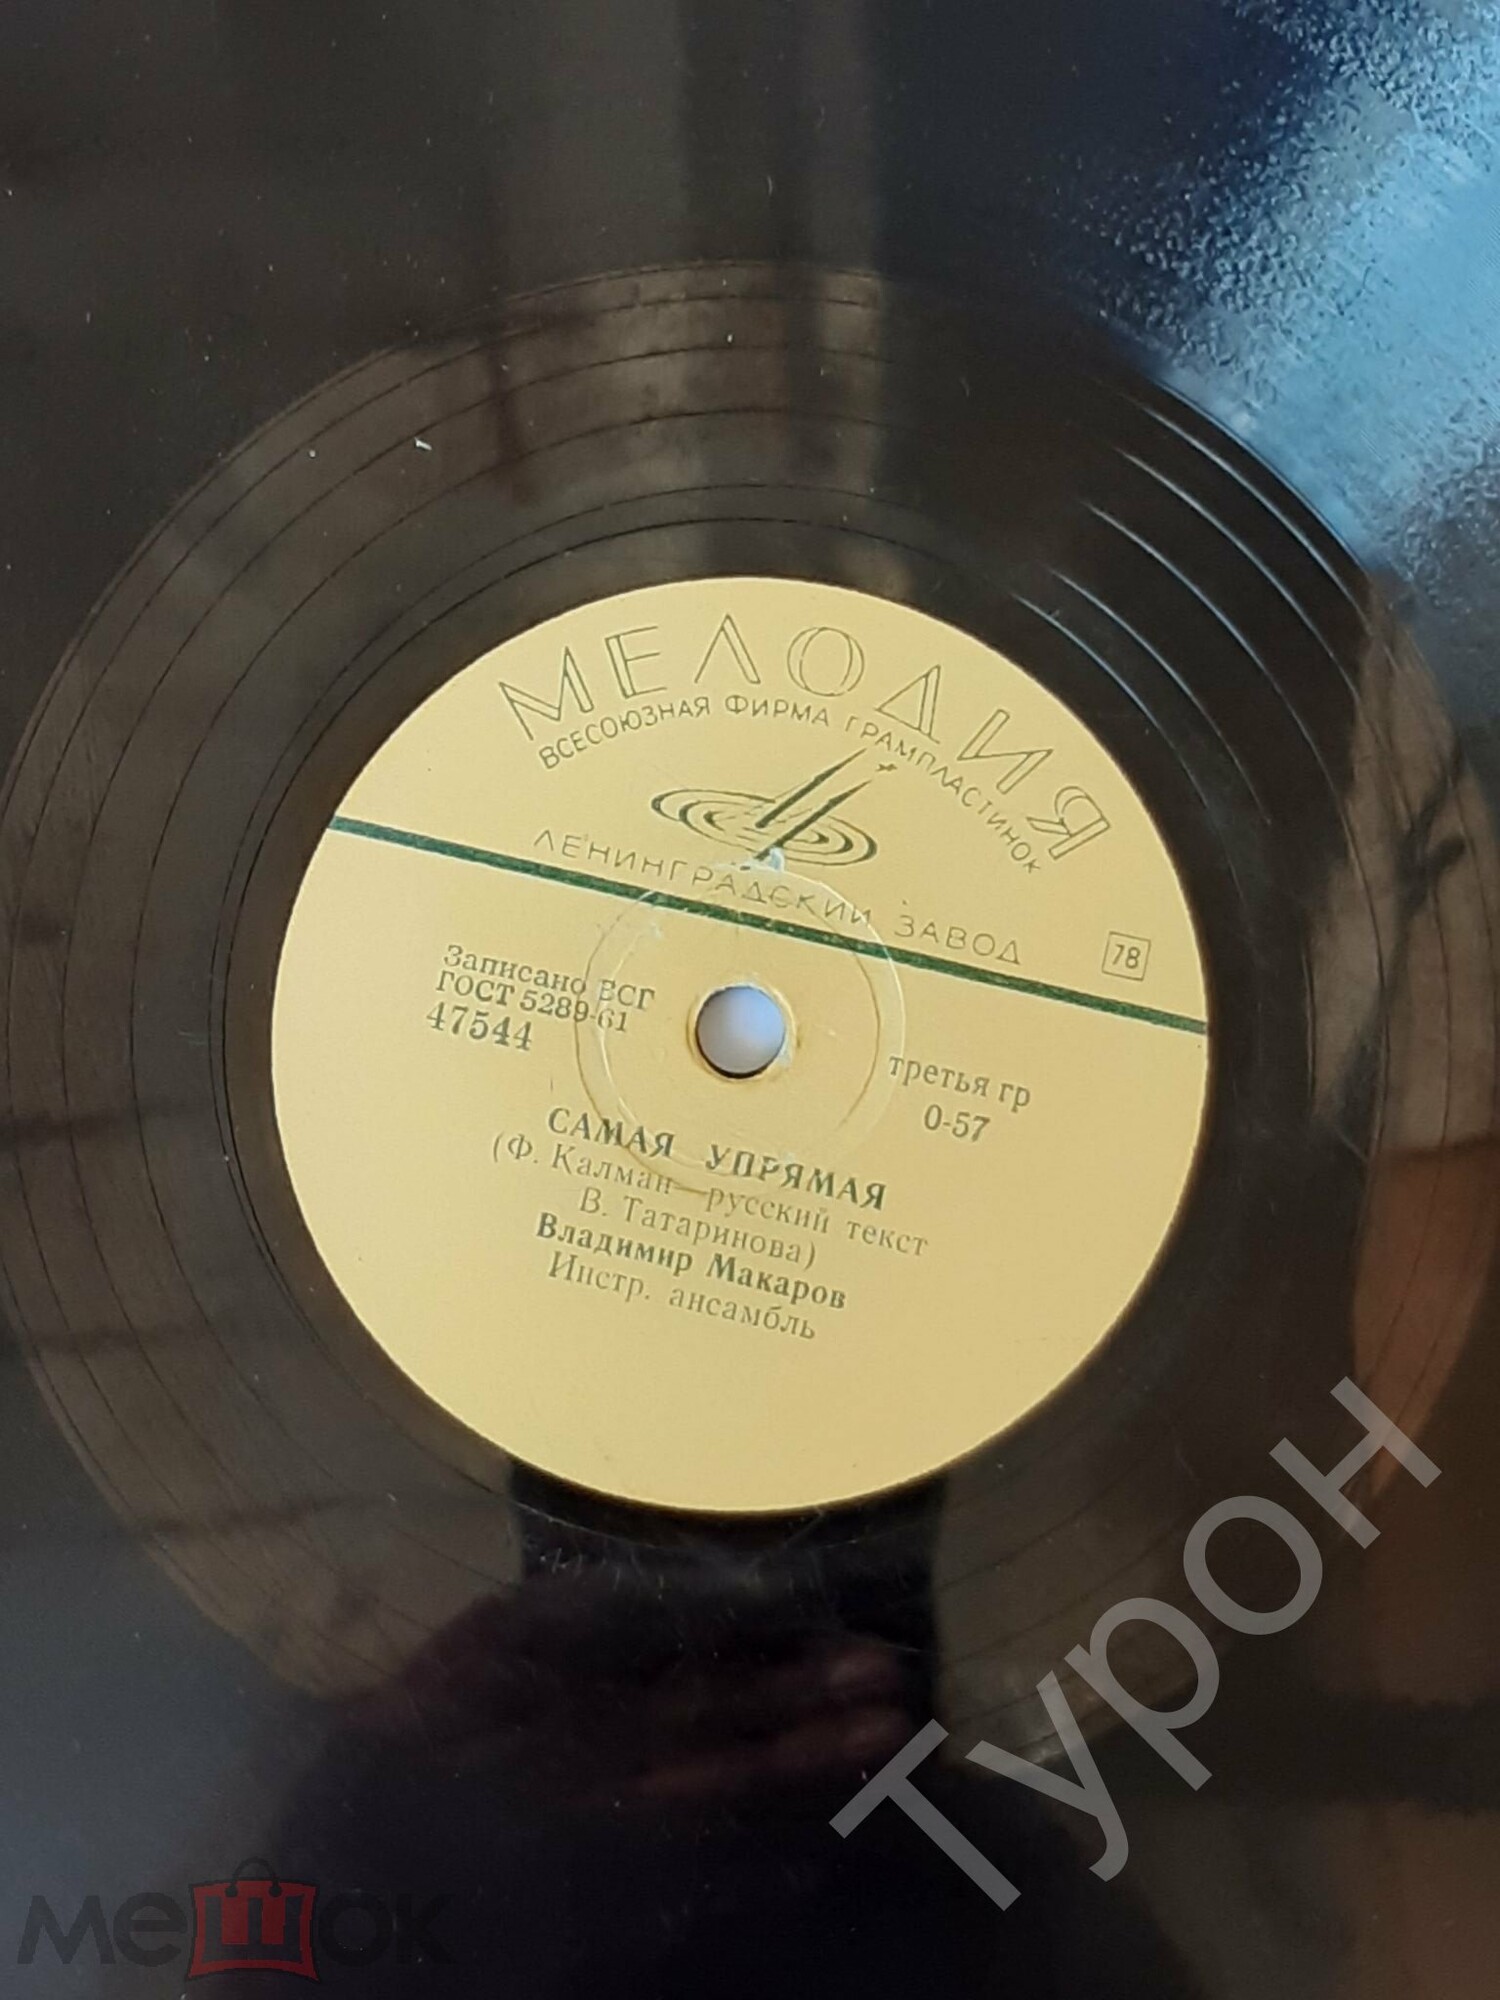 МЕЛОДИЯ
ВСЕСОЮЗНАЯ ФИРМА ГРАМПЛАСТИНОК
ЛЕНИНГРАДСКИЙ ЗАВОД
78
Записано ВСГ
ГОСТ 5289-61
47544
третья гр
0-57
САМАЯ УПРЯМАЯ
(Ф. Калман—русский текст
В. Татаринова)
Владимир Макаров
Инстр. ансамбль
Турон
мешок